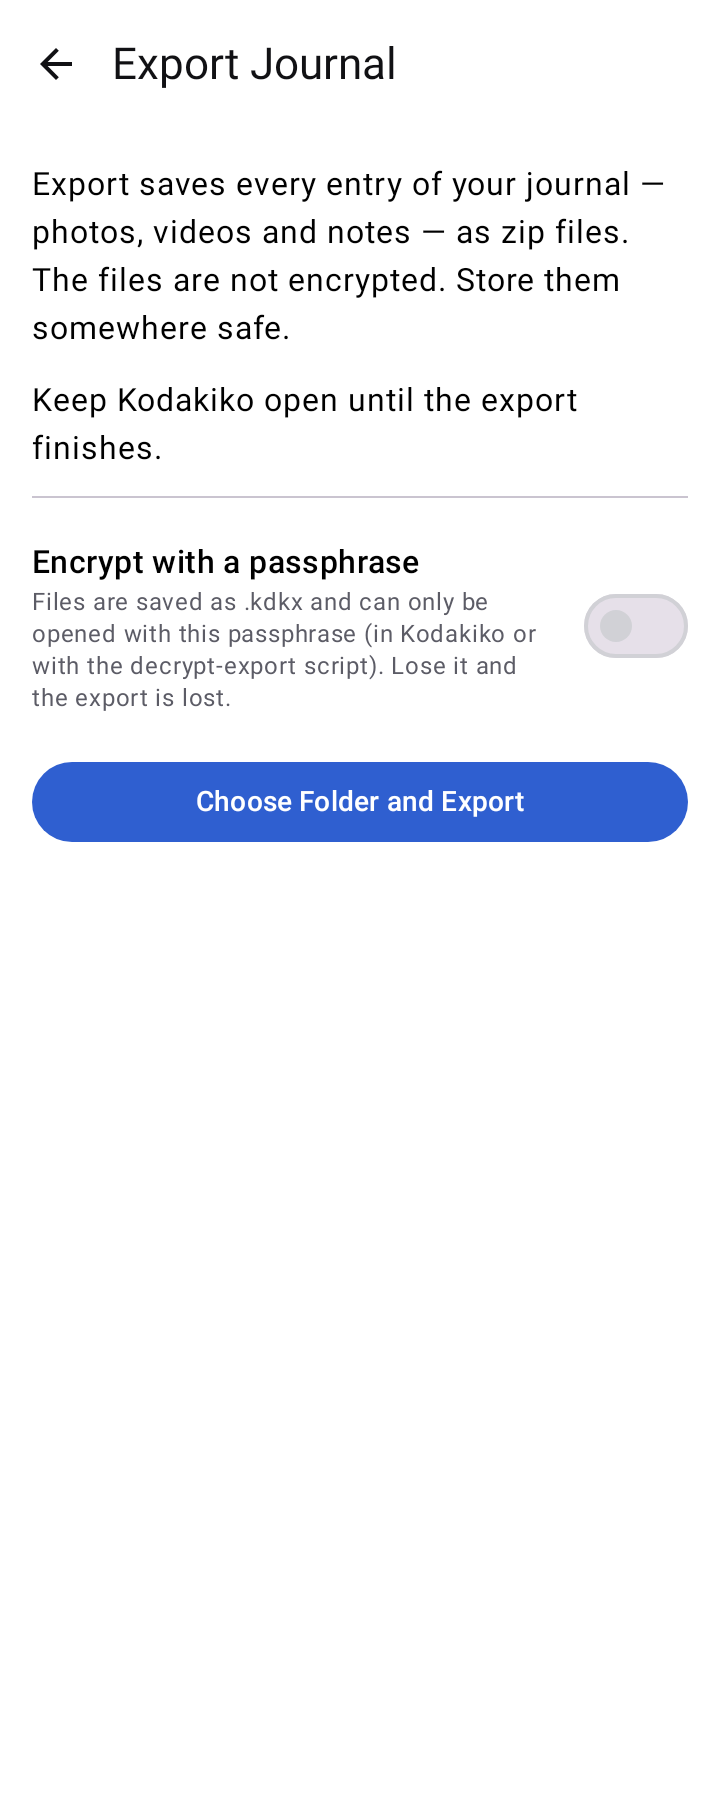 Export Journal
Export saves every entry of your journal —
photos, videos and notes — as zip files.
The files are not encrypted. Store them
somewhere safe.
Keep Kodakiko open until the export
finishes.
Encrypt with a passphrase
Files are saved as .kdkx and can only be
opened with this passphrase (in Kodakiko or
with the decrypt-export script). Lose it and
the export is lost.
Choose Folder and Export